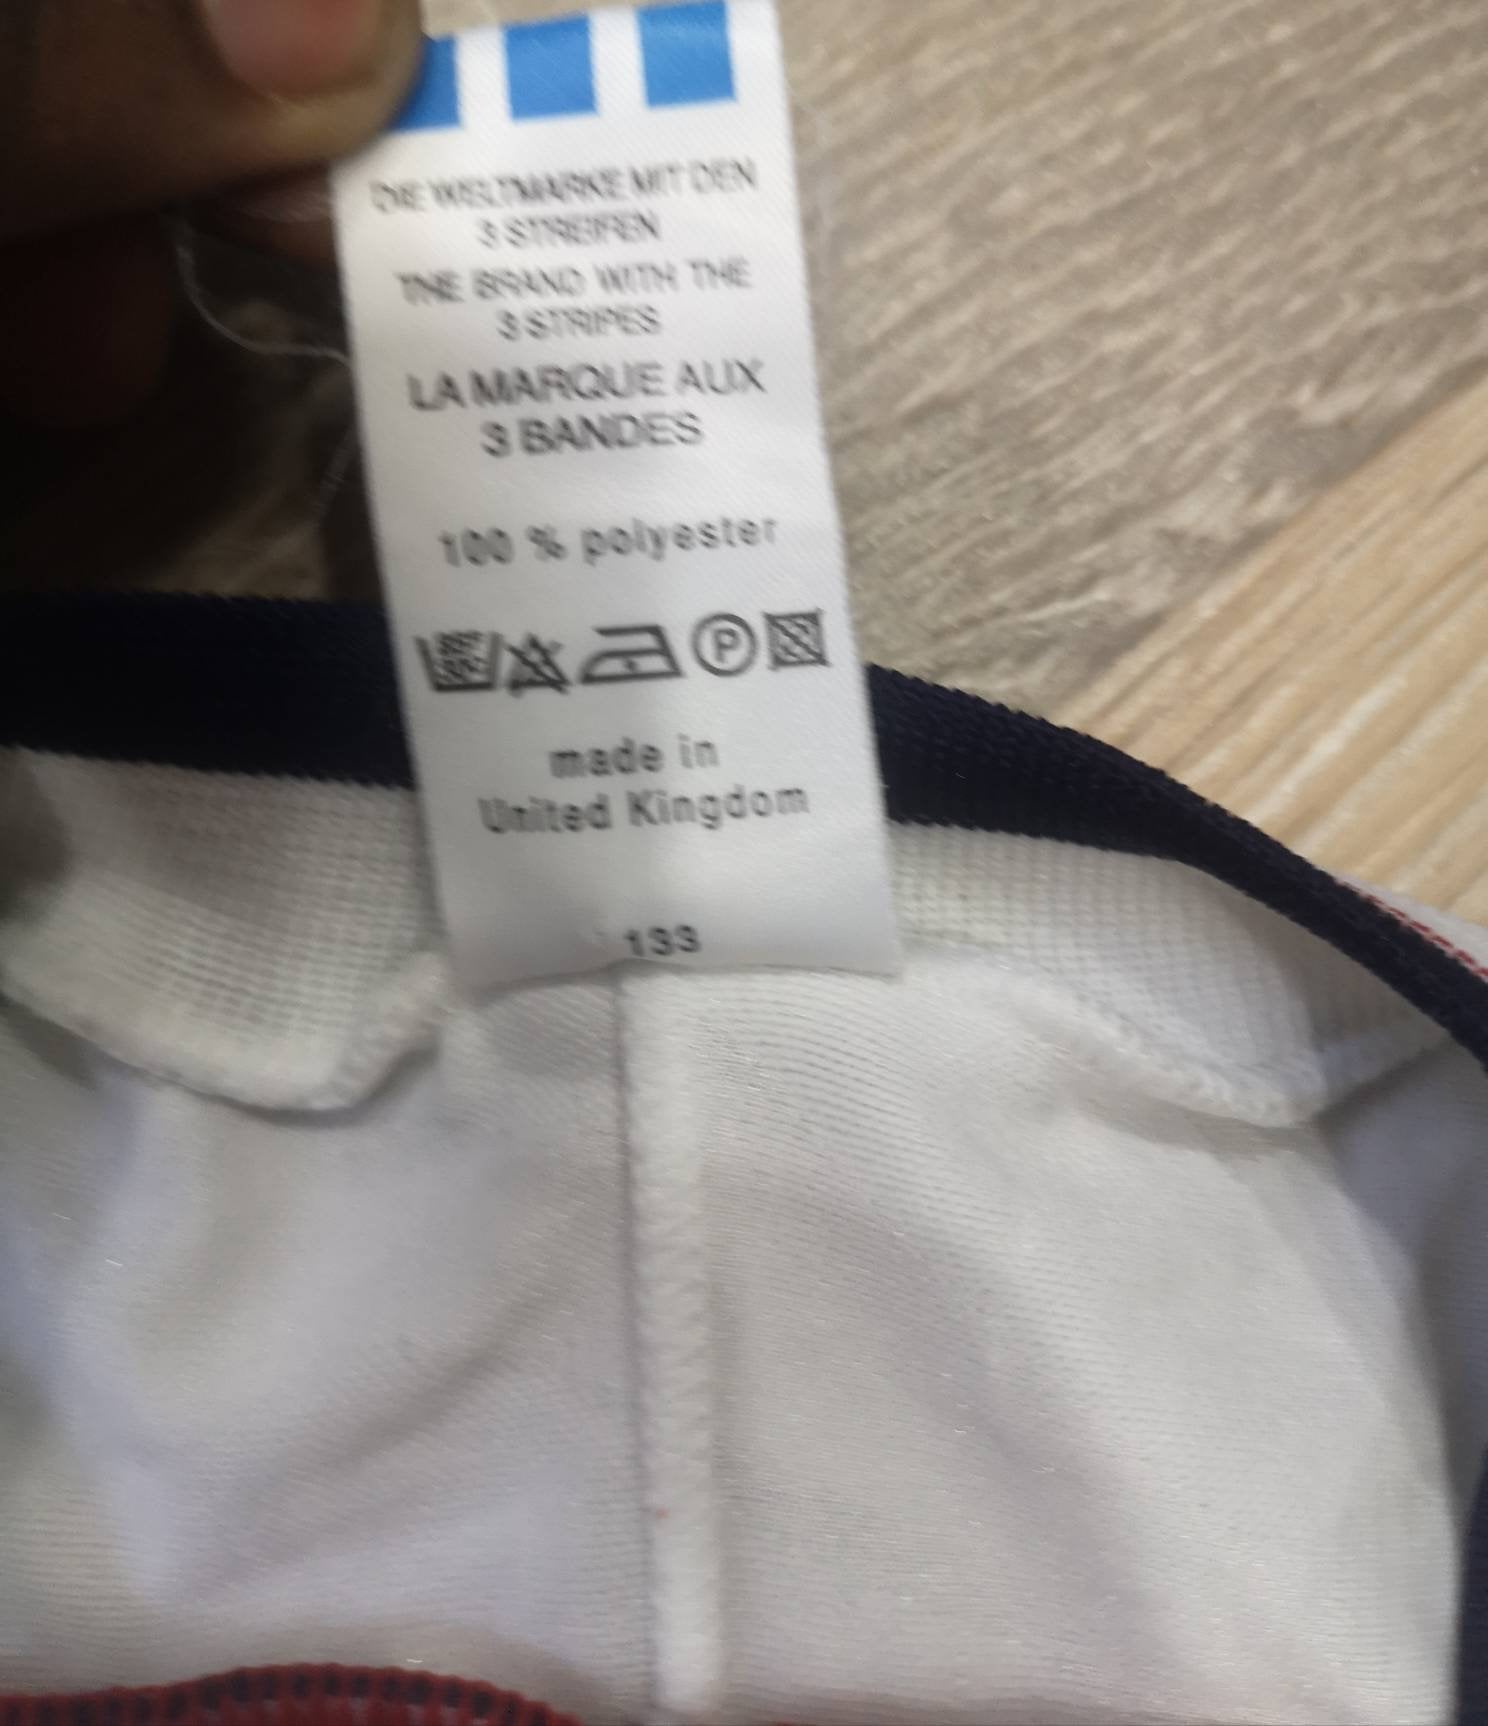 DIE WELTMARKE MIT DEN
3 STREIFEN
THE BRAND WITH THE
3 STRIPES
LA MARQUE AUX
3 BANDES
100 % polyester
P
made in
United Kingdom
133